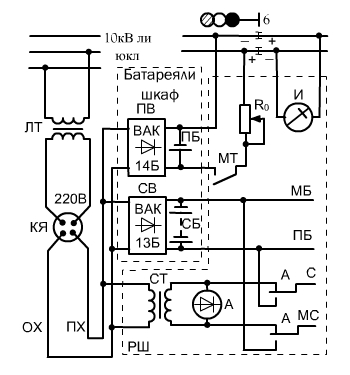 6
10кВ ли
юкл
Батареяли
шкаф
ПВ
И
ЛТ
ВАК
ПБ
R₀
14Б
МТ
220В
СВ
МБ
КЯ
ВАК
СБ
13Б
ПБ
СТ
А
С
А
ОХ
ПХ
А
МС
РШ